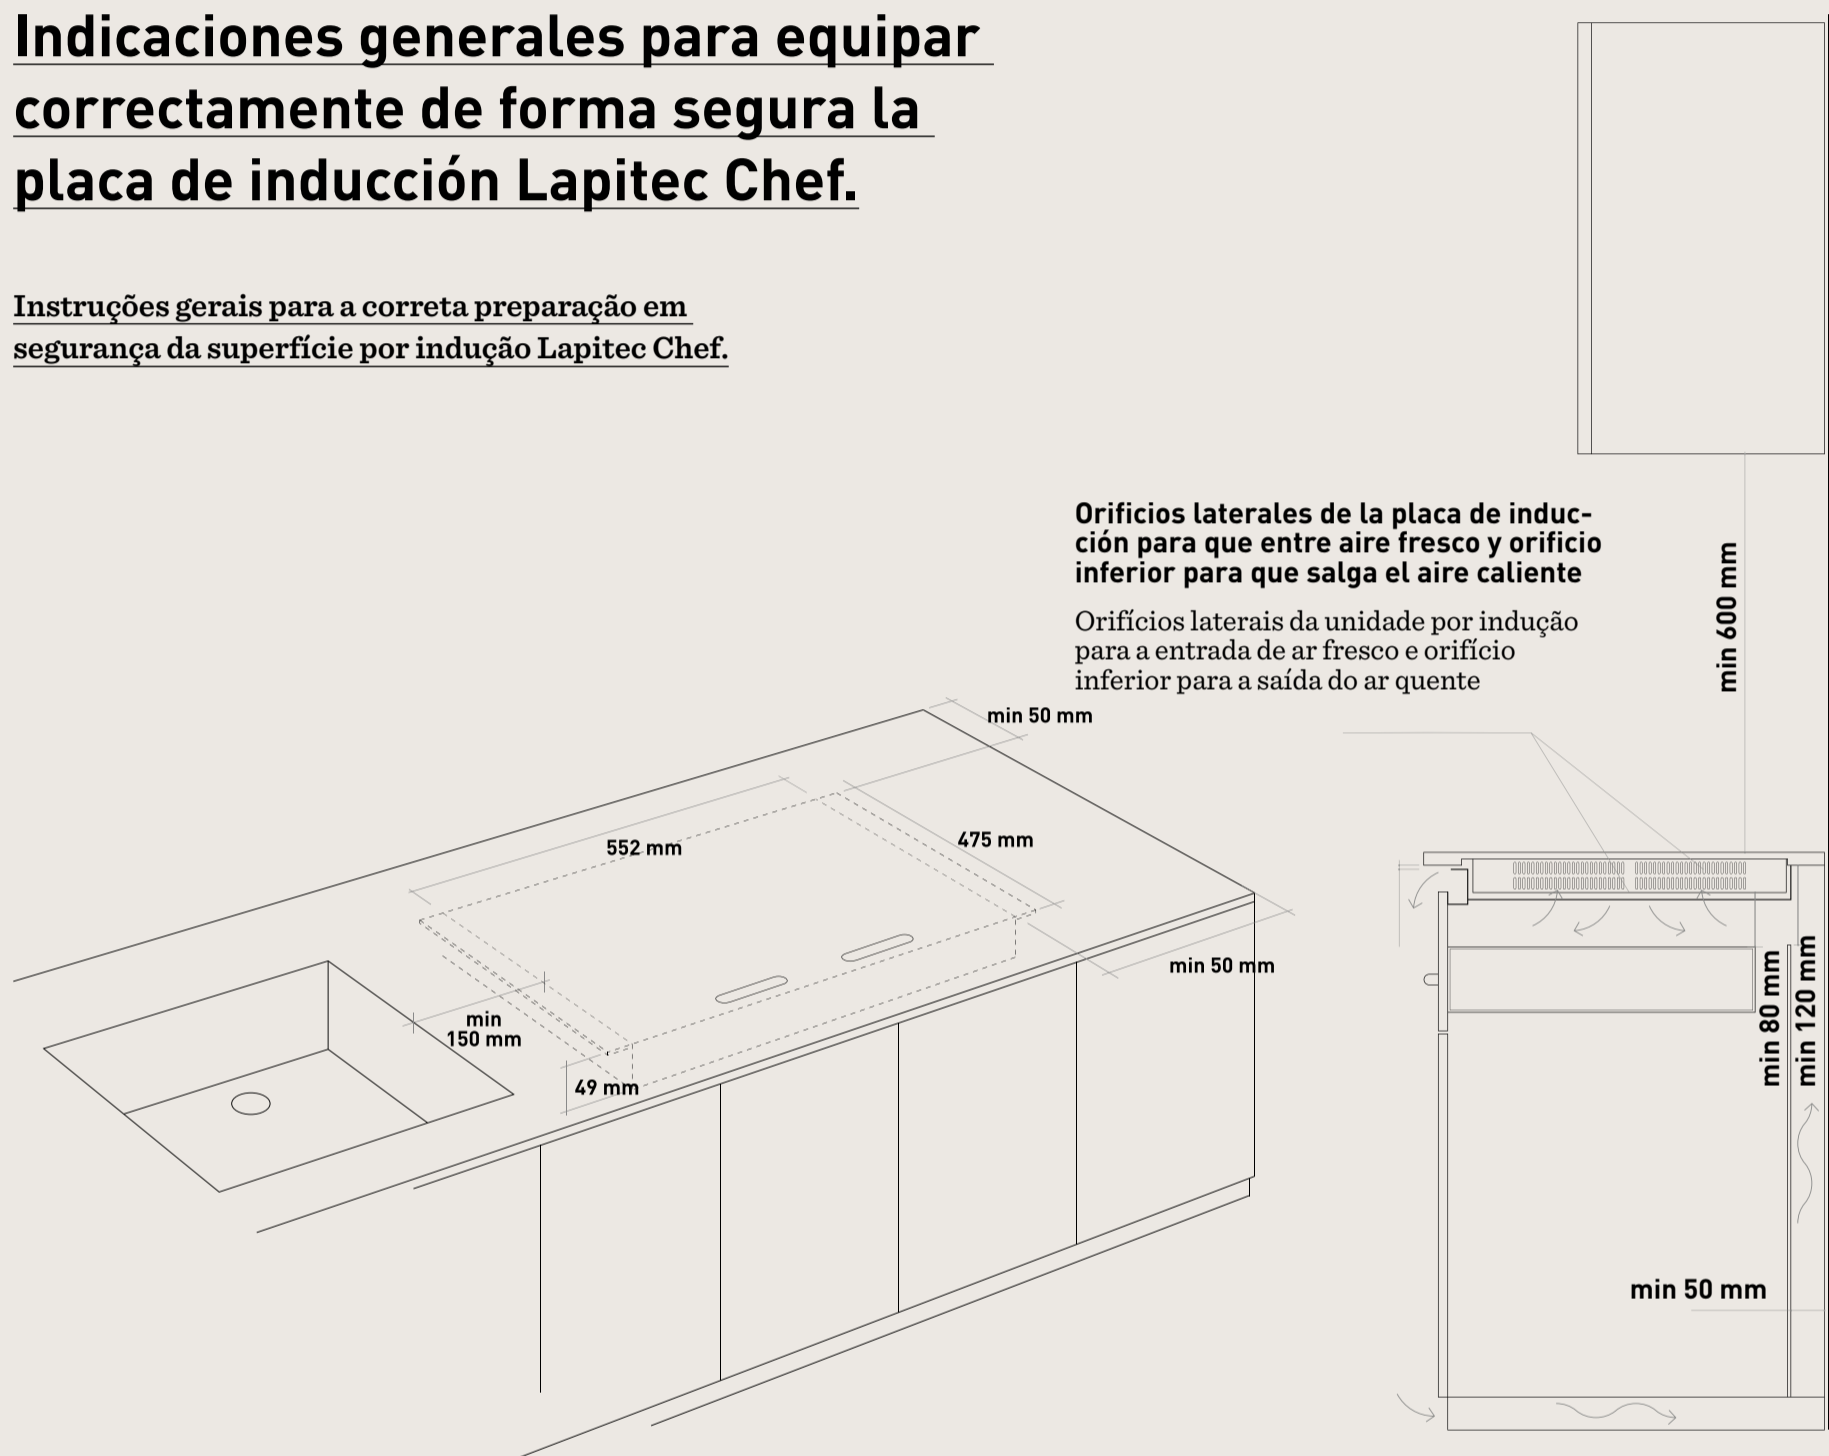 Indicaciones generales para equipar
correctamente de forma segura la
placa de inducción Lapitec Chef.
Instruções gerais para a correta preparação em
segurança da superfície por indução Lapitec Chef.
Orificios laterales de la placa de induc-
ción para que entre aire fresco y orificio
inferior para que salga el aire caliente
Orifícios laterais da unidade por indução
para a entrada de ar fresco e orifício
inferior para a saída do ar quente
min 600 mm
min 50 mm
552 mm
475 mm
min 50 mm
min
150 mm
49 mm
min 80 mm
min 120 mm
min 50 mm